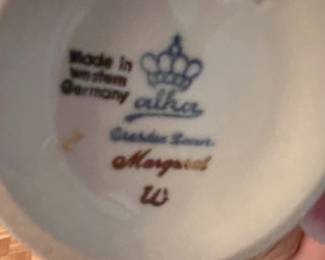 Made in
western
Germany
alka
Margaret
W